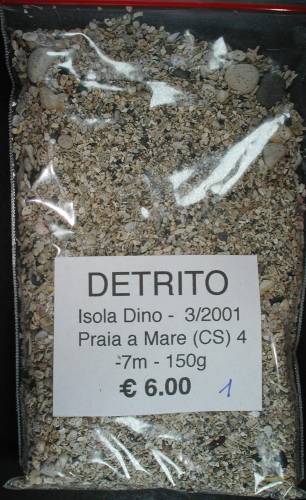 DETRITO
Isola Dino - 3/2001
Praia a Mare (CS) 4
-7m - 150g
€ 6.00 1